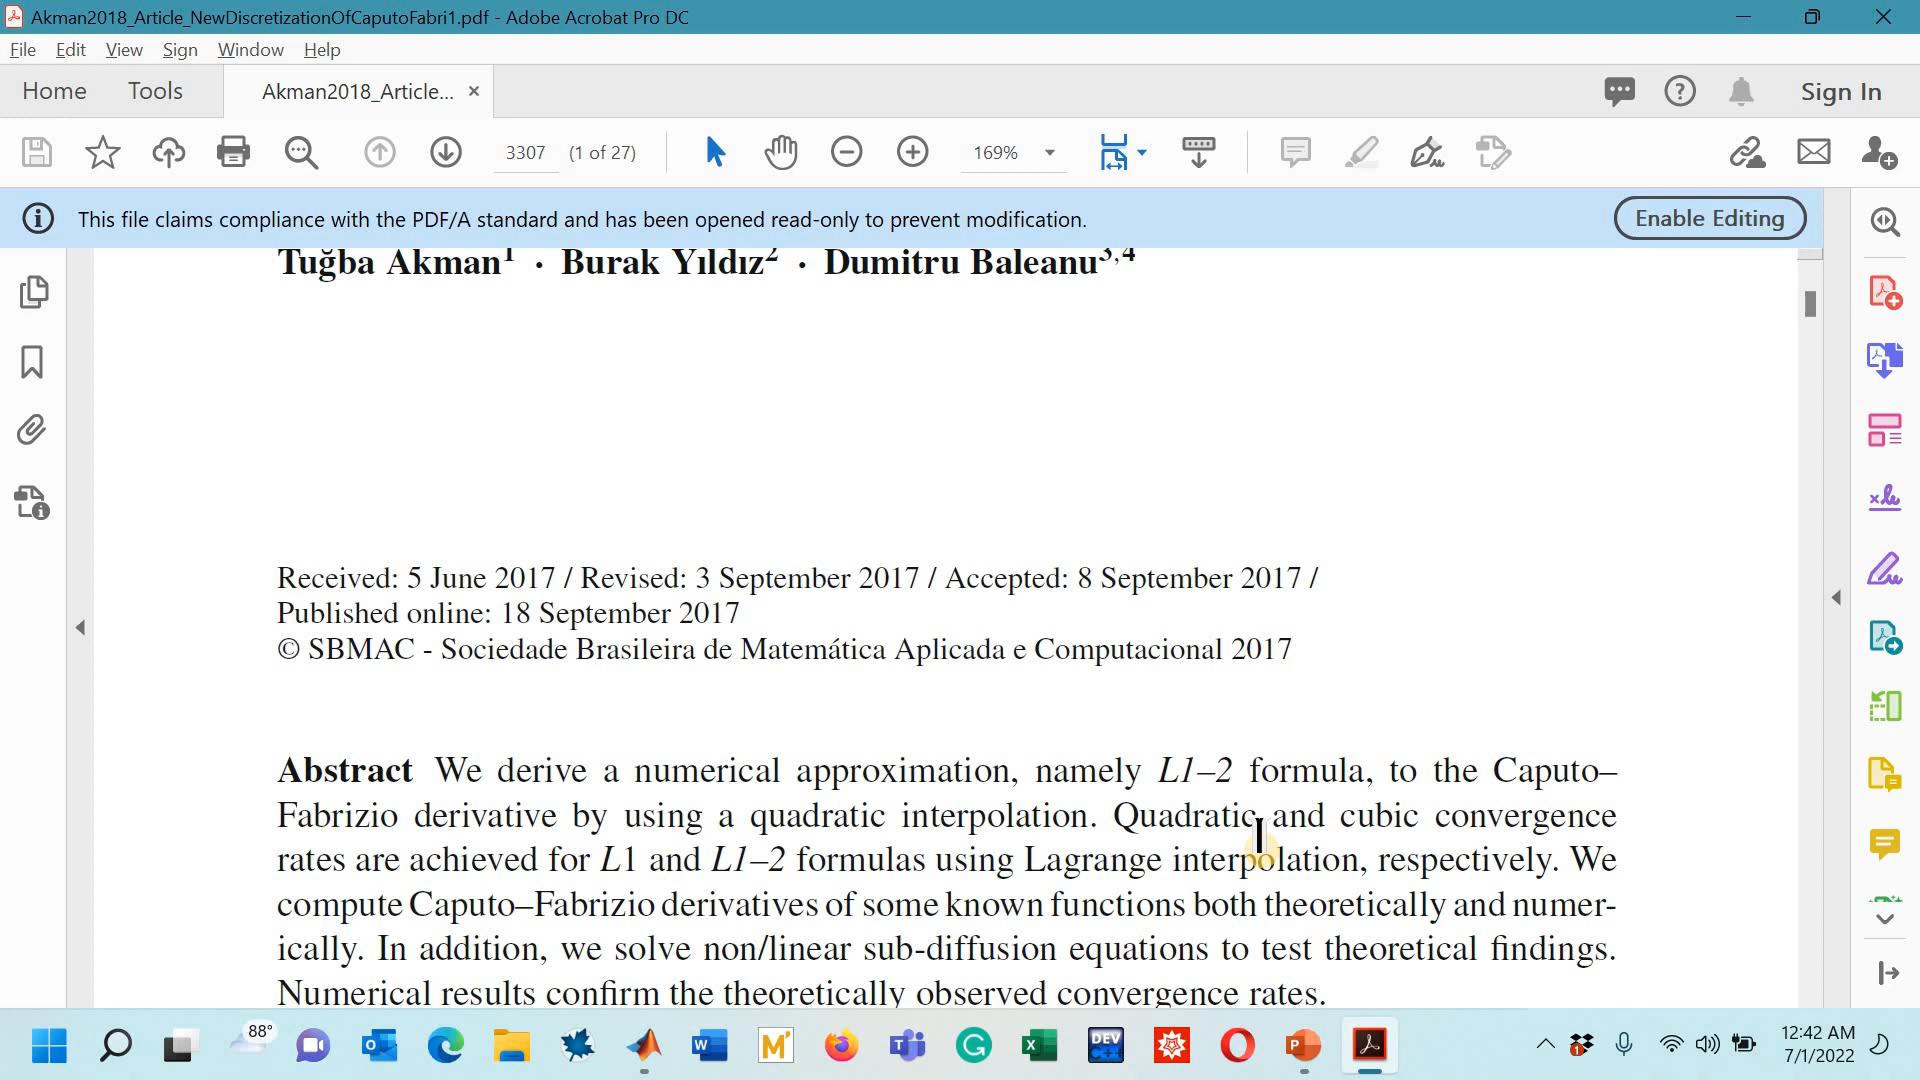 Akman2018_Article_NewDiscretizationOfCaputoFabri1.pdf - Adobe Acrobat Pro DC
File Edit View Sign Window Help
Home Tools Akman2018_Article... × Sign In
3307 (1 of 27) 169%
This file claims compliance with the PDF/A standard and has been opened read-only to prevent modification. Enable Editing
Tuğba Akman1 · Burak Yıldız2 · Dumitru Baleanu3,4
Received: 5 June 2017 / Revised: 3 September 2017 / Accepted: 8 September 2017 /
Published online: 18 September 2017
© SBMAC - Sociedade Brasileira de Matemática Aplicada e Computacional 2017
Abstract We derive a numerical approximation, namely L1–2 formula, to the Caputo–
Fabrizio derivative by using a quadratic interpolation. Quadratic and cubic convergence
rates are achieved for L1 and L1–2 formulas using Lagrange interpolation, respectively. We
compute Caputo–Fabrizio derivatives of some known functions both theoretically and numer-
ically. In addition, we solve non/linear sub-diffusion equations to test theoretical findings.
Numerical results confirm the theoretically observed convergence rates.
88°
DEV C++
12:42 AM
7/1/2022